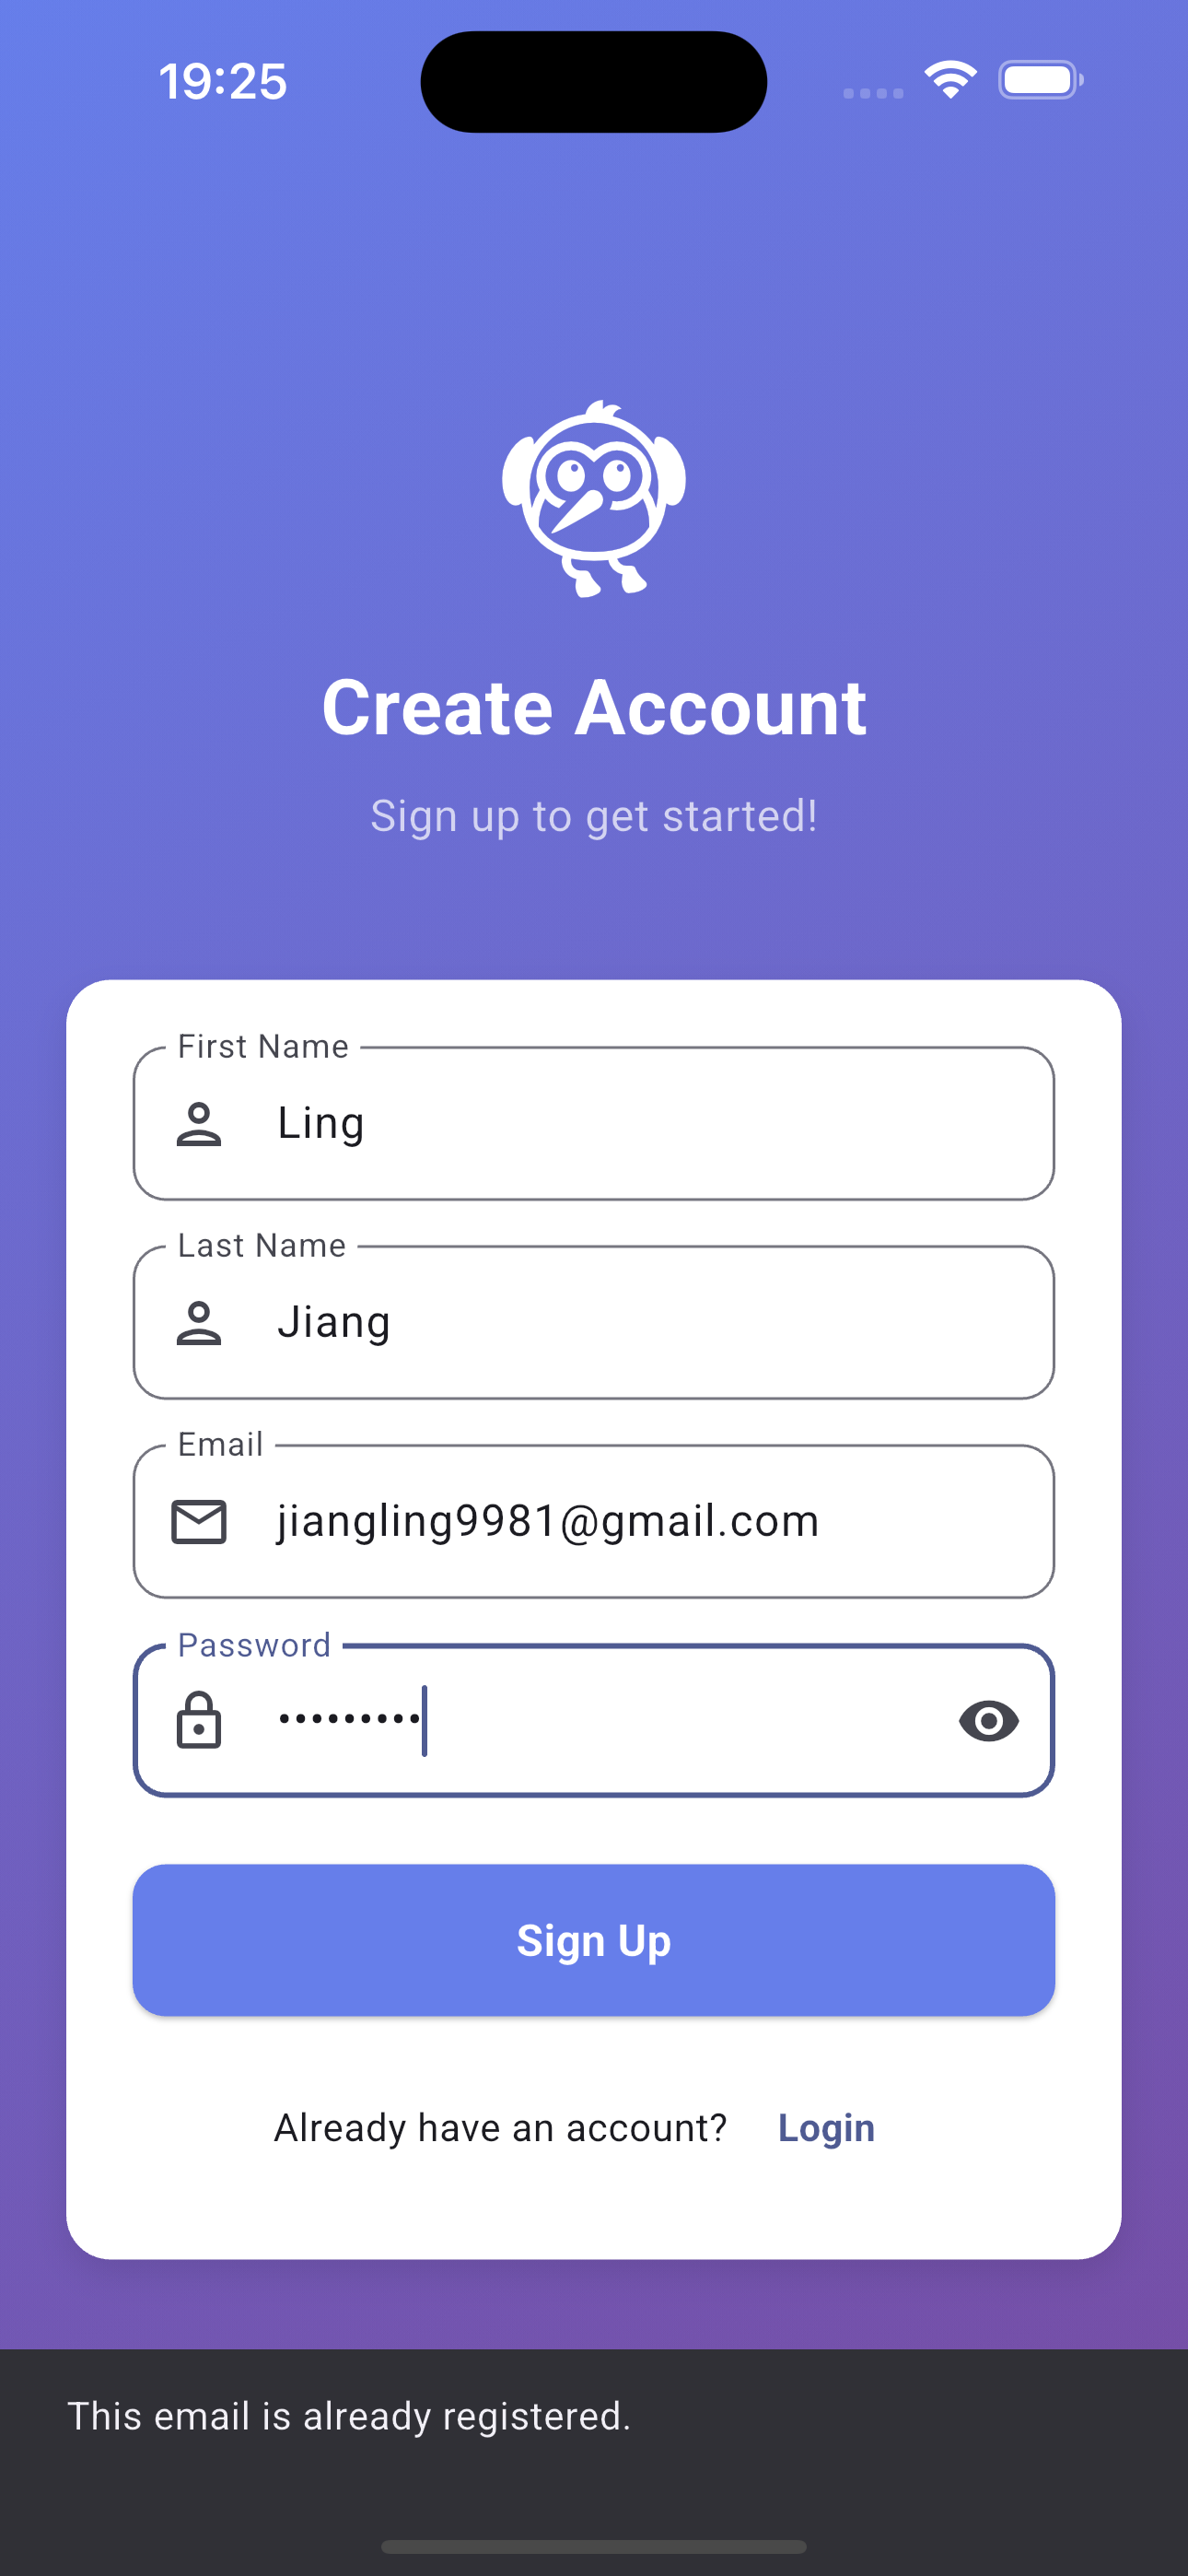 19:25
Create Account
Sign up to get started!
First Name
Ling
Last Name
Jiang
Email
jiangling9981@gmail.com
Password
•••••••••
Sign Up
Already have an account? Login
This email is already registered.